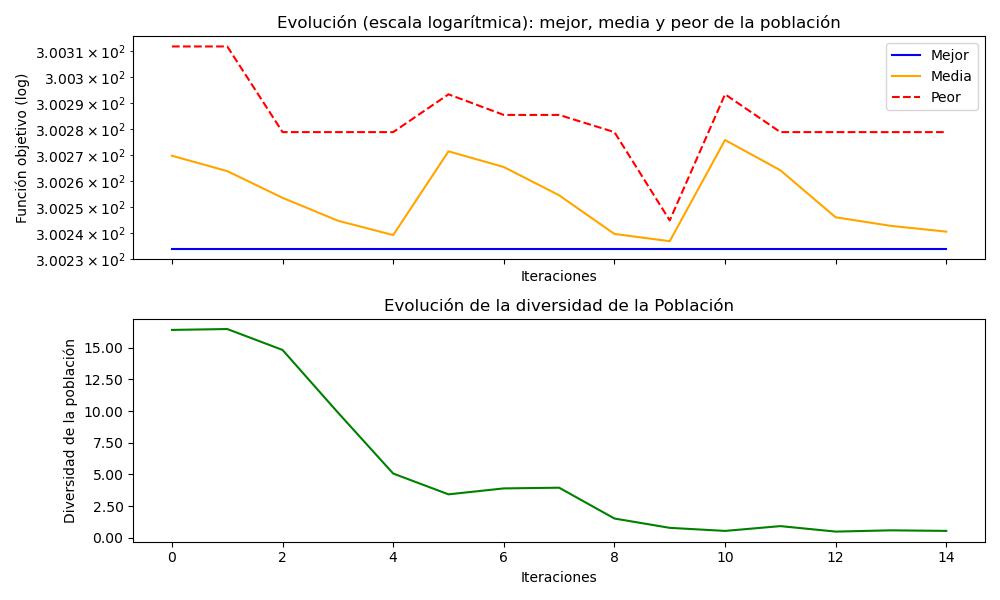 Evolución (escala logarítmica): mejor, media y peor de la población
Función objetivo (log)
3.0031 × 10²
3.003 × 10²
3.0029 × 10²
3.0028 × 10²
3.0027 × 10²
3.0026 × 10²
3.0025 × 10²
3.0024 × 10²
3.0023 × 10²
Mejor
Media
Peor
Iteraciones
Evolución de la diversidad de la Población
Diversidad de la población
15.00
12.50
10.00
7.50
5.00
2.50
0.00
0 2 4 6 8 10 12 14
Iteraciones